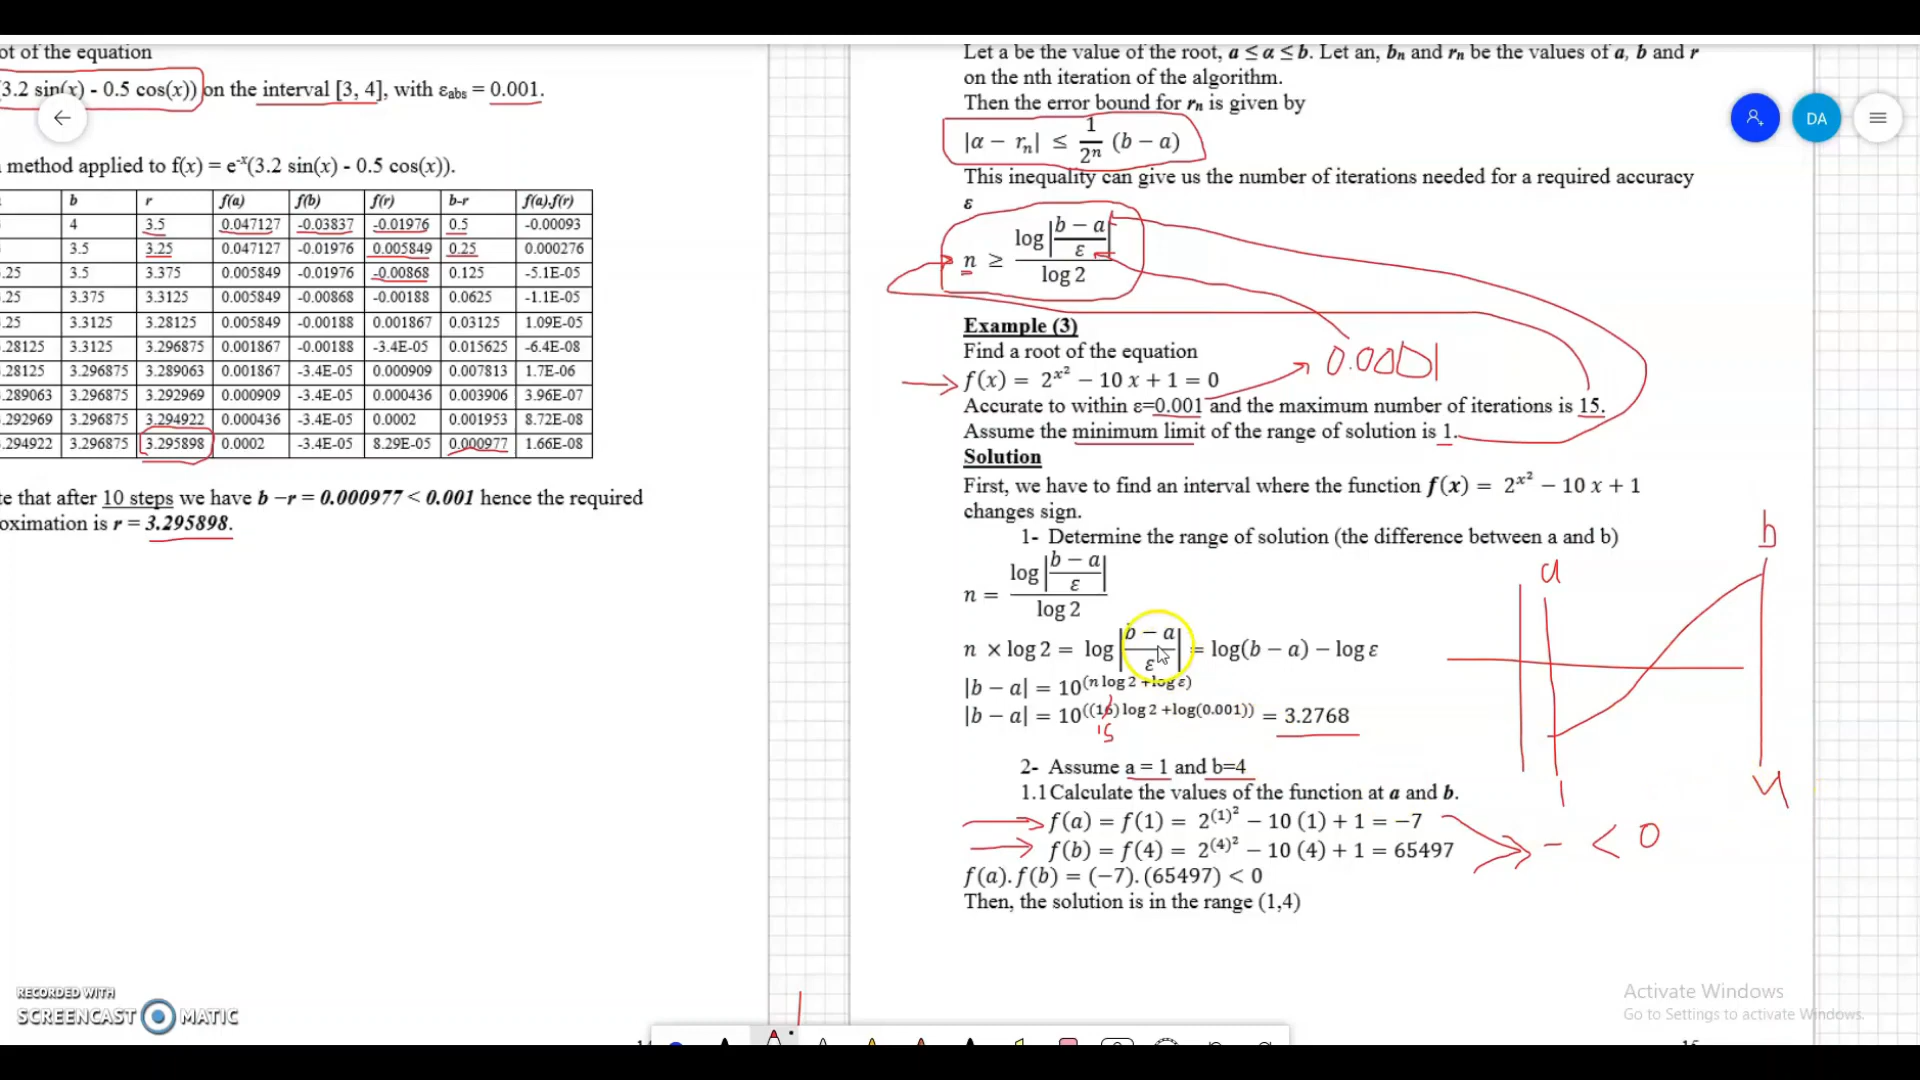 ot of the equation
(3.2 sin(x) - 0.5 cos(x)) on the interval [3, 4], with εabs = 0.001.
method applied to f(x) = e-x(3.2 sin(x) - 0.5 cos(x)).
b r f(a) f(b) f(r) b-r f(a).f(r)
4 3.5 0.047127 -0.03837 -0.01976 0.5 -0.00093
3.5 3.25 0.047127 -0.01976 0.005849 0.25 0.000276
.25 3.5 3.375 0.005849 -0.01976 -0.00868 0.125 -5.1E-05
.25 3.375 3.3125 0.005849 -0.00868 -0.00188 0.0625 -1.1E-05
.25 3.3125 3.28125 0.005849 -0.00188 0.001867 0.03125 1.09E-05
.28125 3.3125 3.296875 0.001867 -0.00188 -3.4E-05 0.015625 -6.4E-08
.28125 3.296875 3.289063 0.001867 -3.4E-05 0.000909 0.007813 1.7E-06
.289063 3.296875 3.292969 0.000909 -3.4E-05 0.000436 0.003906 3.96E-07
.292969 3.296875 3.294922 0.000436 -3.4E-05 0.0002 0.001953 8.72E-08
.294922 3.296875 3.295898 0.0002 -3.4E-05 8.29E-05 0.000977 1.66E-08
te that after 10 steps we have b –r = 0.000977 < 0.001 hence the required
oximation is r = 3.295898.
RECORDED WITH
SCREENCAST MATIC
Let a be the value of the root, a ≤ α ≤ b. Let an, bn and rn be the values of a, b and r
on the nth iteration of the algorithm.
Then the error bound for rn is given by
|α − rn| ≤ 1/2ⁿ (b − a)
This inequality can give us the number of iterations needed for a required accuracy
ε
n ≥ log|(b − a)/ε| / log 2
Example (3)
Find a root of the equation
0.0001
f(x) = 2^x² − 10 x + 1 = 0
Accurate to within ε=0.001 and the maximum number of iterations is 15.
Assume the minimum limit of the range of solution is 1.
Solution
First, we have to find an interval where the function f(x) = 2^x² − 10 x + 1
changes sign.
1- Determine the range of solution (the difference between a and b)
n = log|(b − a)/ε| / log 2
n × log 2 = log|(b − a)/ε| = log(b − a) − log ε
|b − a| = 10^(n log 2 +log ε)
|b − a| = 10^((16) log 2 +log(0.001)) = 3.2768
15
2- Assume a = 1 and b=4
1.1 Calculate the values of the function at a and b.
f(a) = f(1) = 2^(1)² − 10 (1) + 1 = −7
f(b) = f(4) = 2^(4)² − 10 (4) + 1 = 65497
f(a). f(b) = (−7). (65497) < 0
Then, the solution is in the range (1,4)
a
b
1
4
- < 0
DA
Activate Windows
Go to Settings to activate Windows.